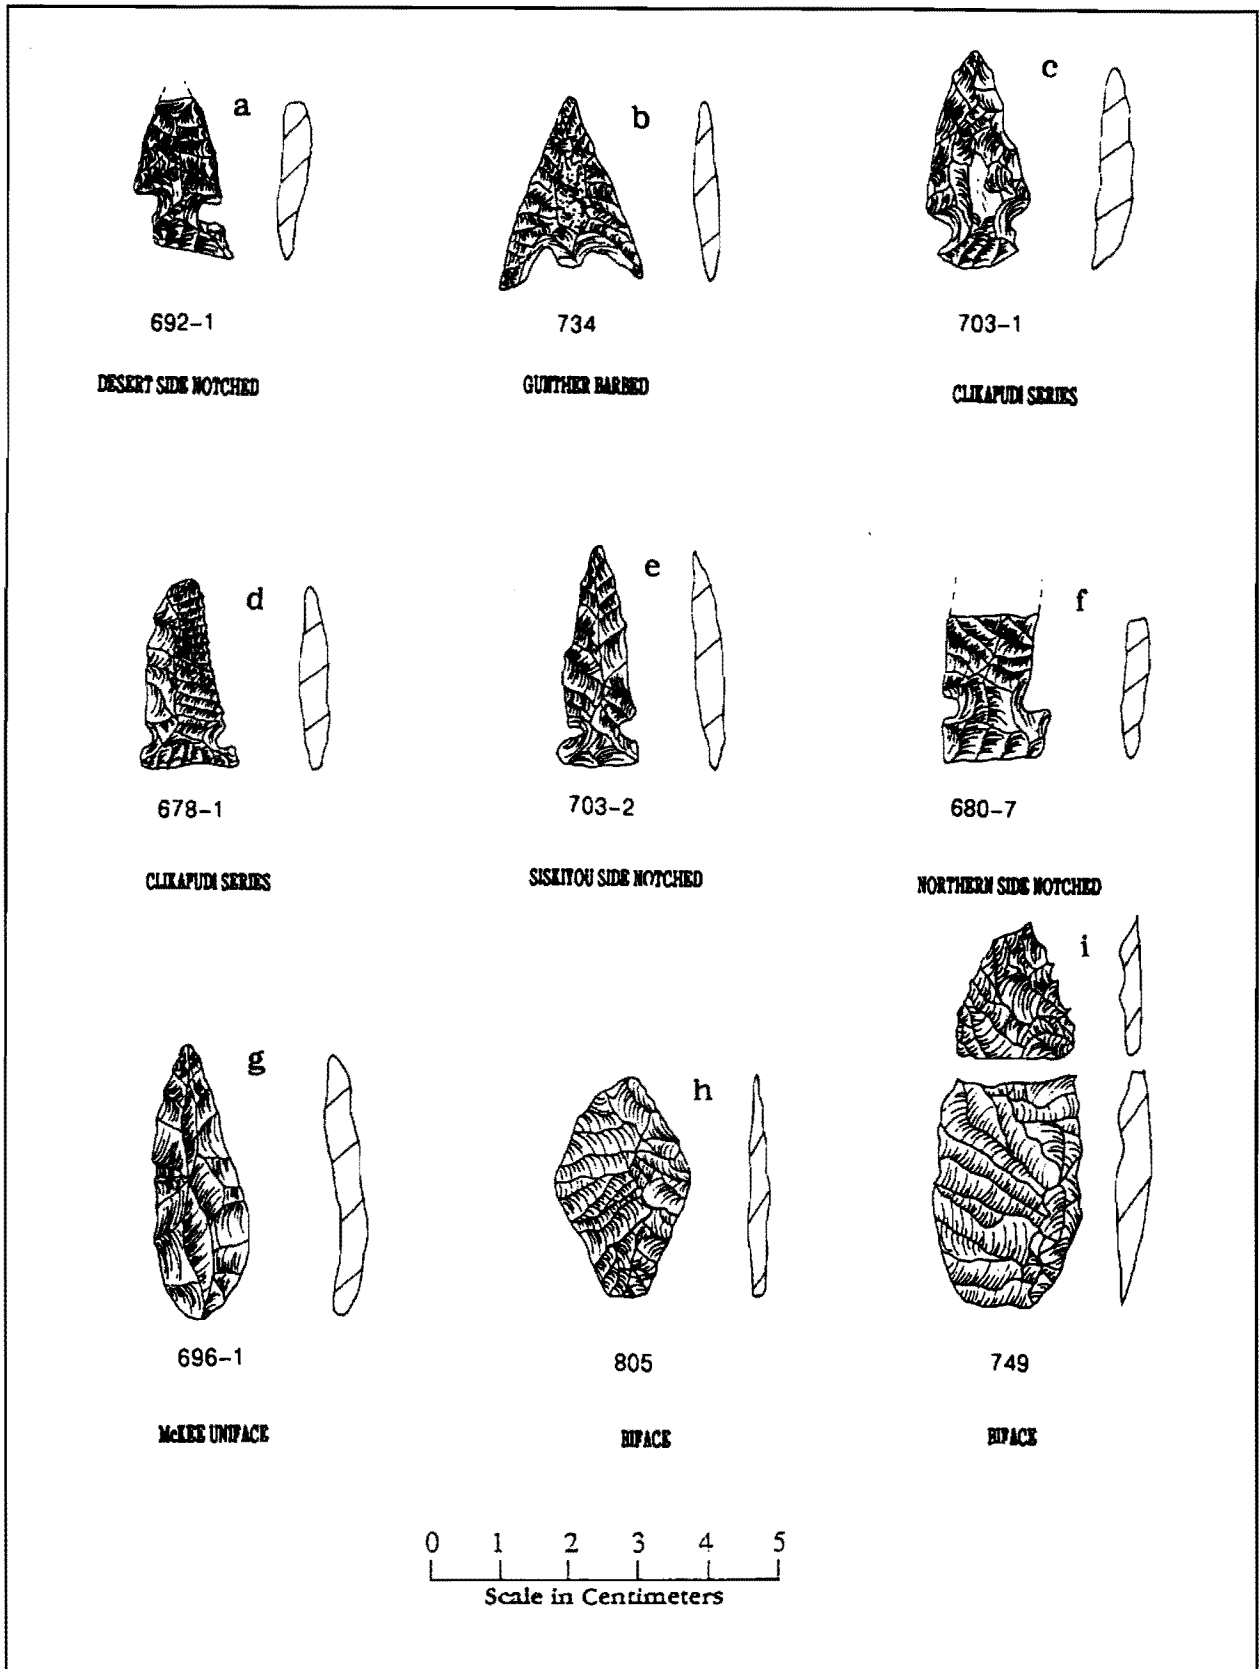 a
b
c
692-1
734
703-1
DESERT SIDE NOTCHED
GUNTHER BARBED
CLIKAPUDI SERIES
d
e
f
678-1
703-2
680-7
CLIKAPUDI SERIES
SISKIYOU SIDE NOTCHED
NORTHERN SIDE NOTCHED
g
h
i
696-1
805
749
McKEE UNIFACE
BIFACE
BIFACE
0 1 2 3 4 5
Scale in Centimeters